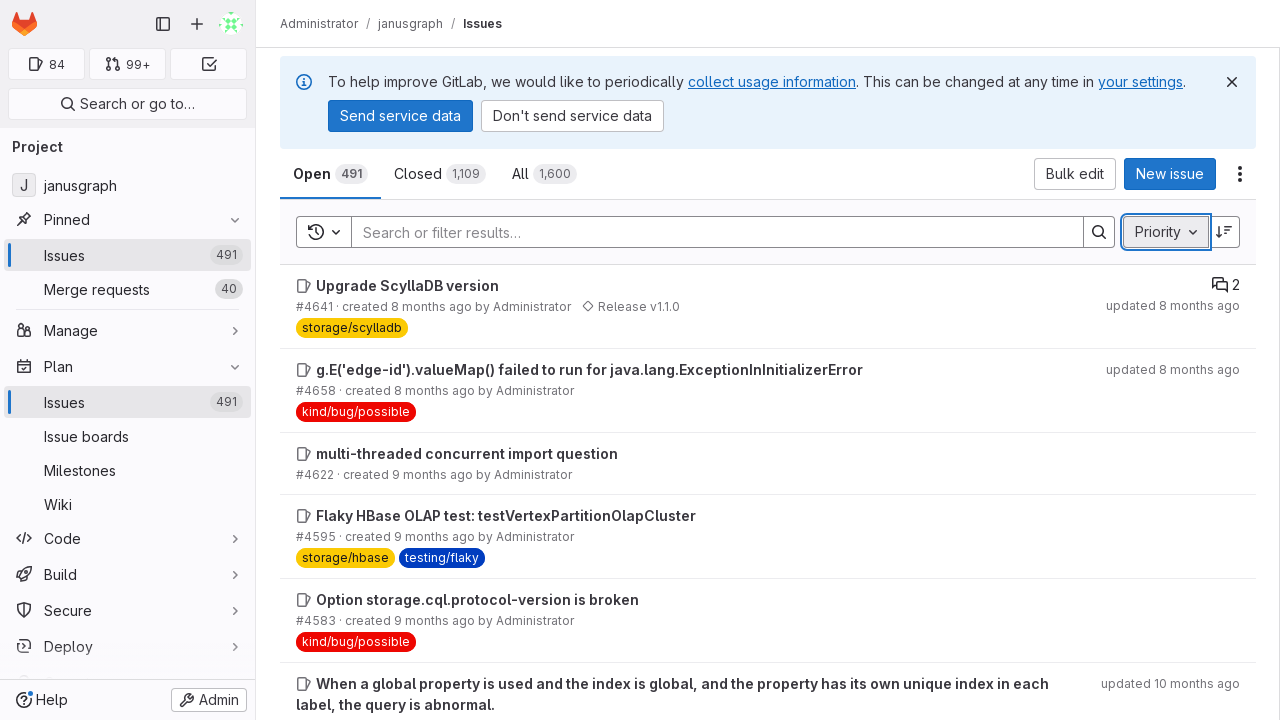 84
99+
Search or go to…
Project
J janusgraph
Pinned
Issues 491
Merge requests 40
Manage
Plan
Issues 491
Issue boards
Milestones
Wiki
Code
Build
Secure
Deploy
Help
Admin
Administrator / janusgraph / Issues
To help improve GitLab, we would like to periodically collect usage information. This can be changed at any time in your settings.
Send service data
Don't send service data
Open 491
Closed 1,109
All 1,600
Bulk edit
New issue
Search or filter results…
Priority
Upgrade ScyllaDB version
2
#4641 · created 8 months ago by Administrator
Release v1.1.0
updated 8 months ago
storage/scylladb
g.E('edge-id').valueMap() failed to run for java.lang.ExceptionInInitializerError
updated 8 months ago
#4658 · created 8 months ago by Administrator
kind/bug/possible
multi-threaded concurrent import question
#4622 · created 9 months ago by Administrator
Flaky HBase OLAP test: testVertexPartitionOlapCluster
#4595 · created 9 months ago by Administrator
storage/hbase testing/flaky
Option storage.cql.protocol-version is broken
#4583 · created 9 months ago by Administrator
kind/bug/possible
When a global property is used and the index is global, and the property has its own unique index in each
label, the query is abnormal.
updated 10 months ago